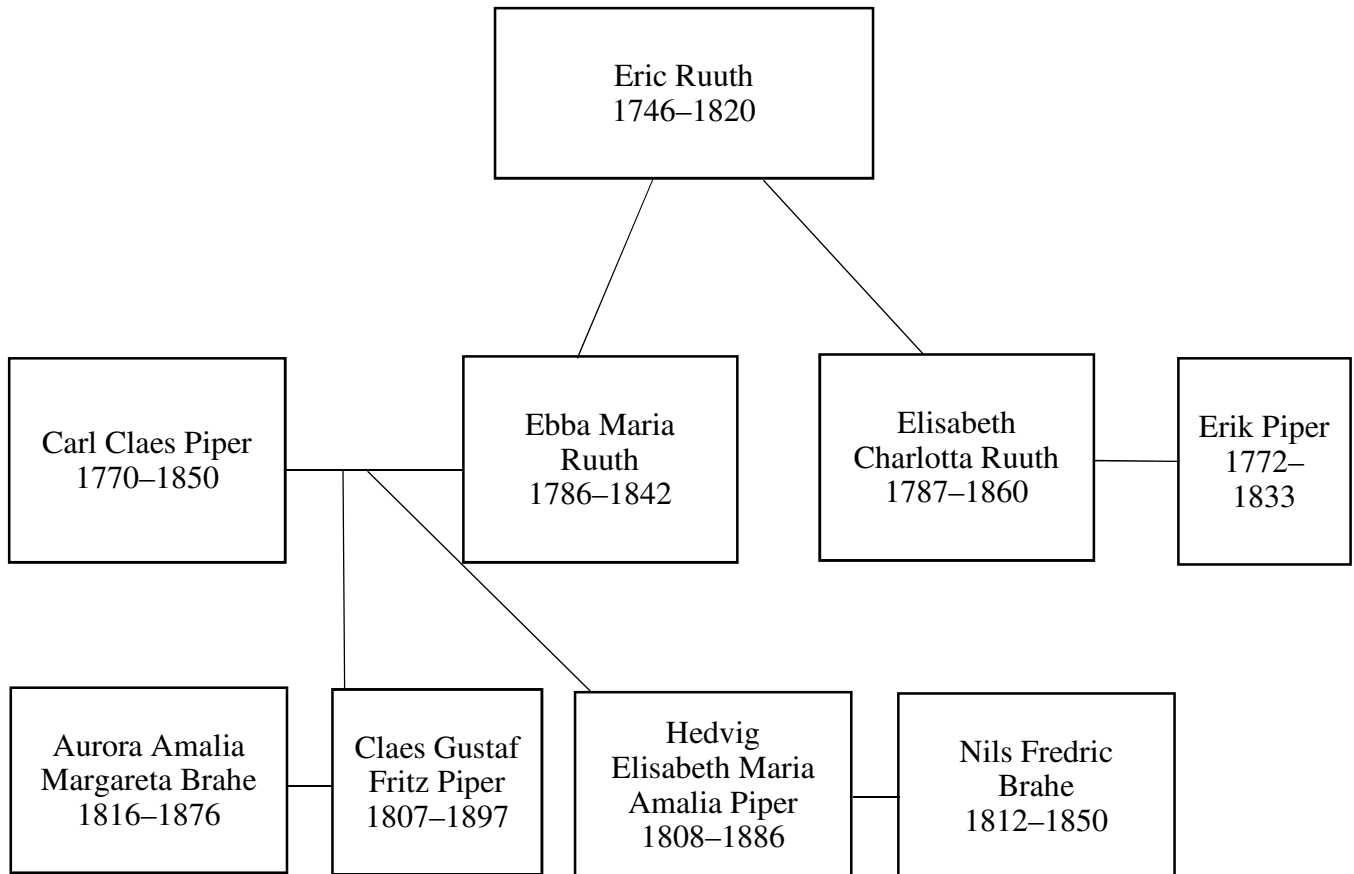 Eric Ruuth
1746–1820
Carl Claes Piper
1770–1850
Ebba Maria
Ruuth
1786–1842
Elisabeth
Charlotta Ruuth
1787–1860
Erik Piper
1772–
1833
Aurora Amalia
Margareta Brahe
1816–1876
Claes Gustaf
Fritz Piper
1807–1897
Hedvig
Elisabeth Maria
Amalia Piper
1808–1886
Nils Fredric
Brahe
1812–1850